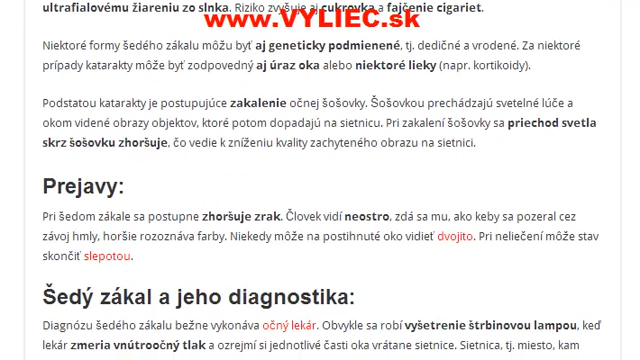 ultrafialovému žiareniu zo slnka. Riziko zvyšuje aj cukrovka a fajčenie cigariet.
www.VYLIEC.sk
Niektoré formy šedého zákalu môžu byť aj geneticky podmienené, tj. dedičné a vrodené. Za niektoré
prípady katarakty môže byť zodpovedný aj úraz oka alebo niektoré lieky (napr. kortikoidy).
Podstatou katarakty je postupujúce zakalenie očnej šošovky. Šošovkou prechádzajú svetelné lúče a
okom videné obrazy objektov, ktoré potom dopadajú na sietnicu. Pri zakalení šošovky sa priechod svetla
skrz šošovku zhoršuje, čo vedie k zníženiu kvality zachyteného obrazu na sietnici.
Prejavy:
Pri šedom zákale sa postupne zhoršuje zrak. Človek vidí neostro, zdá sa mu, ako keby sa pozeral cez
závoj hmly, horšie rozoznáva farby. Niekedy môže na postihnuté oko vidieť dvojito. Pri neliečení môže stav
skončiť slepotou.
Šedý zákal a jeho diagnostika:
Diagnózu šedého zákalu bežne vykonáva očný lekár. Obvykle sa robí vyšetrenie štrbinovou lampou, keď
lekár zmeria vnútroočný tlak a ozrejmí si jednotlivé časti oka vrátane sietnice. Sietnica, tj. miesto, kam